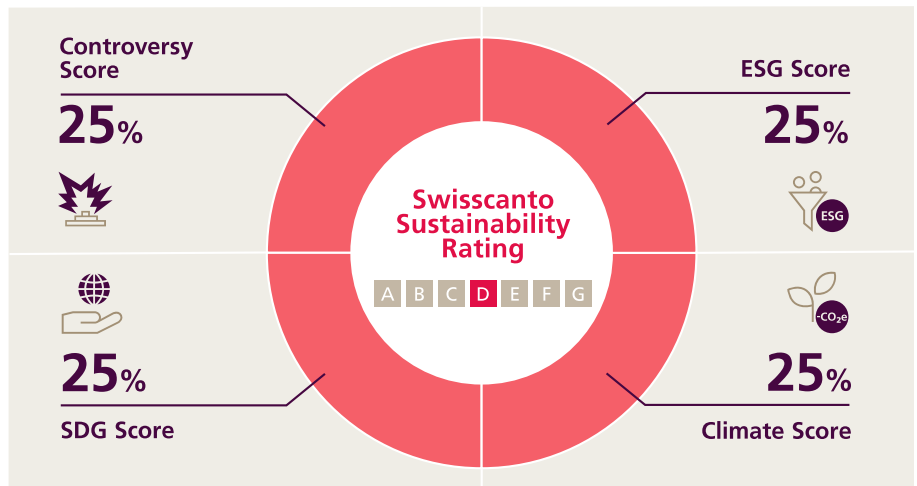 Controversy
Score
25%
ESG Score
25%
ESG
Swisscanto
Sustainability
Rating
A B C D E F G
25%
SDG Score
-CO₂e
25%
Climate Score